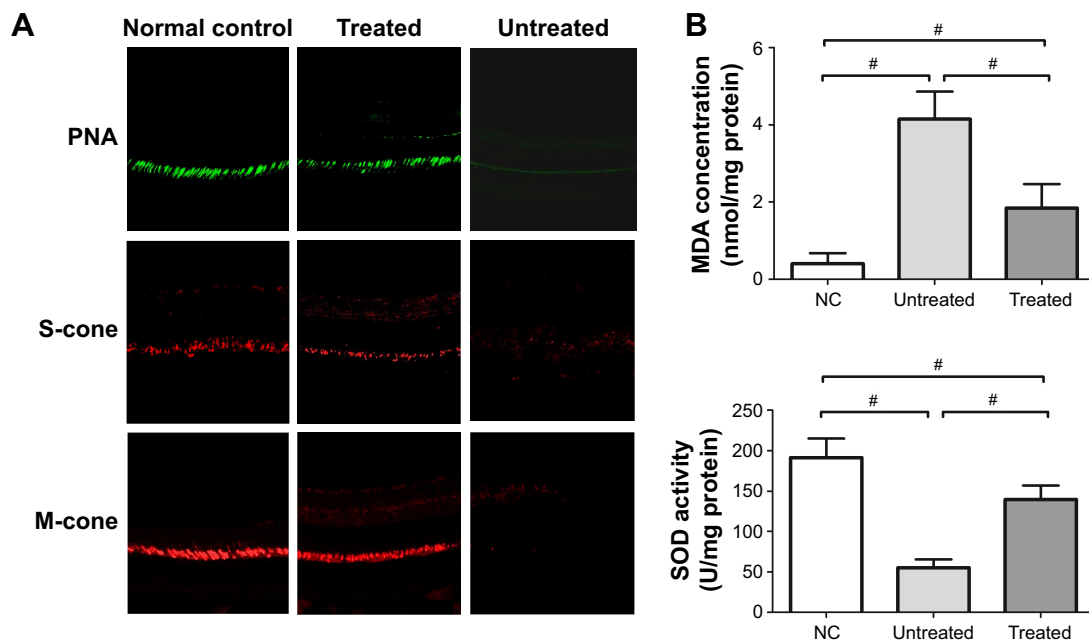 A
Normal control
Treated
Untreated
PNA
S-cone
M-cone
B
MDA concentration
(nmol/mg protein)
6
4
2
0
#
#
#
NC
Untreated
Treated
SOD activity
(U/mg protein)
250
200
150
100
50
0
#
#
#
NC
Untreated
Treated